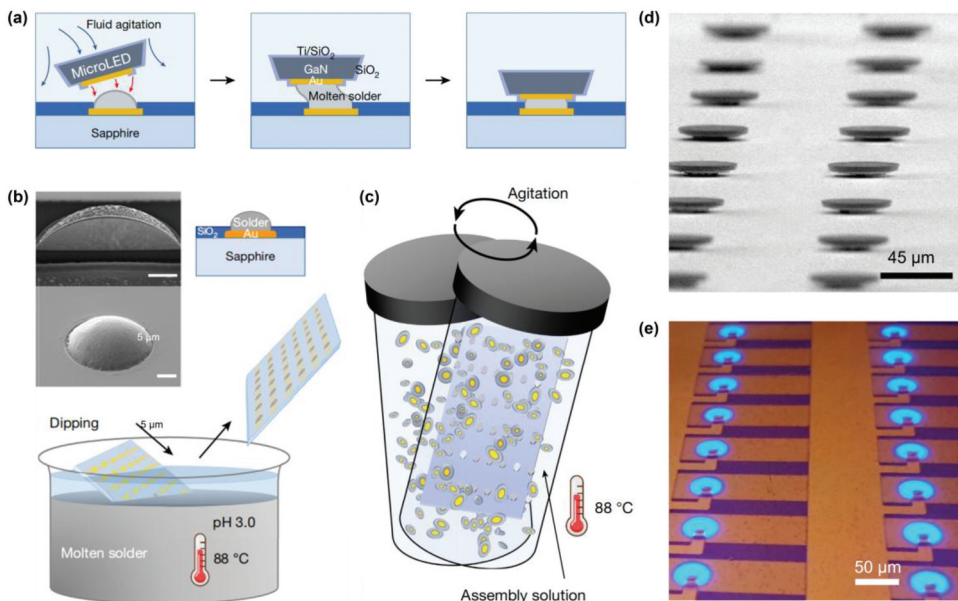 (a)
Fluid agitation
MicroLED
Sapphire
Ti/SiO₂
GaN
SiO₂
Au
Molten solder
(b)
5 μm
Solder
SiO₂
Au
Sapphire
Dipping
5 μm
pH 3.0
88 °C
Molten solder
(c)
Agitation
88 °C
Assembly solution
(d)
45 μm
(e)
50 μm